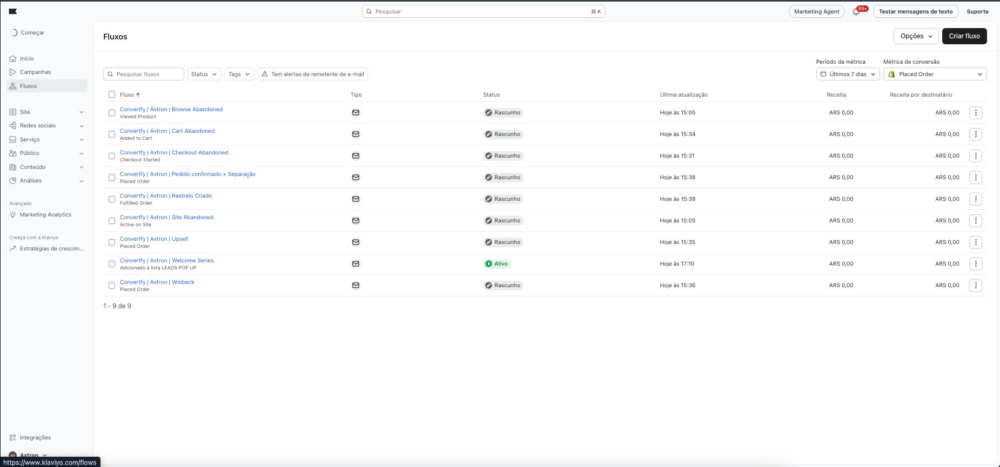 Pesquisar
⌘ K
Marketing Agent
99+
Testar mensagens de texto
Suporte
Começar
Início
Campanhas
Fluxos
Site
Redes sociais
Serviço
Público
Conteúdo
Análises
Avançado
Marketing Analytics
Cresça com a Klaviyo
Estratégias de crescim...
Integrações
Axtron
https://www.klaviyo.com/flows
Fluxos
Opções
Criar fluxo
Período da métrica
Métrica de conversão
Pesquisar fluxos
Status
Tags
Tem alertas de remetente de e-mail
Últimos 7 dias
Placed Order
Fluxo ↑ Tipo Status Última atualização Receita Receita por destinatário
Convertfy | Axtron | Browse Abandoned
Viewed Product
Rascunho Hoje às 15:05 ARS 0,00 ARS 0,00
Convertfy | Axtron | Cart Abandoned
Added to Cart
Rascunho Hoje às 15:34 ARS 0,00 ARS 0,00
Convertfy | Axtron | Checkout Abandoned
Checkout Started
Rascunho Hoje às 15:31 ARS 0,00 ARS 0,00
Convertfy | Axtron | Pedido confirmado + Separação
Placed Order
Rascunho Hoje às 15:38 ARS 0,00 ARS 0,00
Convertfy | Axtron | Rastreio Criado
Fulfilled Order
Rascunho Hoje às 15:38 ARS 0,00 ARS 0,00
Convertfy | Axtron | Site Abandoned
Active on Site
Rascunho Hoje às 15:05 ARS 0,00 ARS 0,00
Convertfy | Axtron | Upsell
Placed Order
Rascunho Hoje às 15:35 ARS 0,00 ARS 0,00
Convertfy | Axtron | Welcome Series
Adicionado à lista LEADS POP UP
Ativo Hoje às 17:10 ARS 0,00 ARS 0,00
Convertfy | Axtron | Winback
Placed Order
Rascunho Hoje às 15:36 ARS 0,00 ARS 0,00
1 - 9 de 9